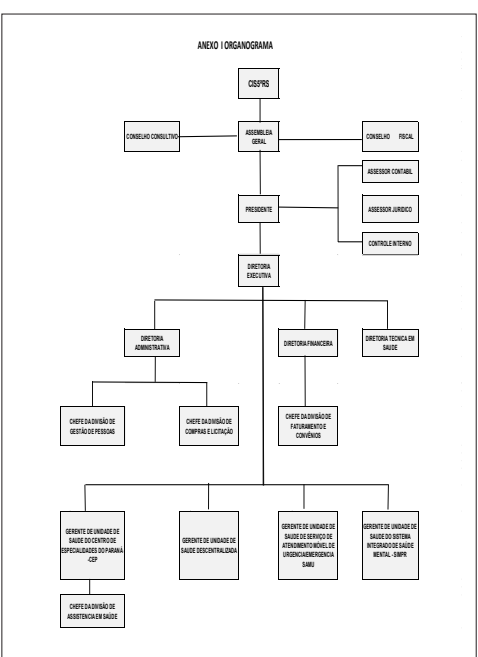 ANEXO I ORGANOGRAMA
CISSªRS
CONSELHO CONSULTIVO
ASSEMBLEIA
GERAL
CONSELHO FISCAL
ASSESSOR CONTABIL
PRESIDENTE
ASSESSOR JURIDICO
CONTROLE INTERNO
DIRETORIA
EXECUTIVA
DIRETORIA
ADMINISTRATIVA
DIRETORIA FINANCEIRA
DIRETORIA TECNICA EM
SAUDE
CHEFE DA DIVISÃO DE
GESTÃO DE PESSOAS
CHEFE DA DIVISÃO DE
COMPRAS E LICITAÇÃO
CHEFE DA DIVISÃO DE
FATURAMENTO E
CONVÊNIOS
GERENTE DE UNIDADE DE
SAUDE DO CENTRO DE
ESPECIALIDADES DO PARANÁ
-CEP
GERENTE DE UNIDADE DE
SAUDE DESCENTRALIZADA
GERENTE DE UNIDADE DE
SAUDE DE SERVIÇO DE
ATENDIMENTO MÓVEL DE
URGENCIA/EMERGENCIA
SAMU
GERENTE DE UNIDADE DE
SAUDE DO SISTEMA
INTEGRADO DE SAÚDE
MENTAL - SIMPR
CHEFE DA DIVISÃO DE
ASSISTENCIA EM SAÚDE